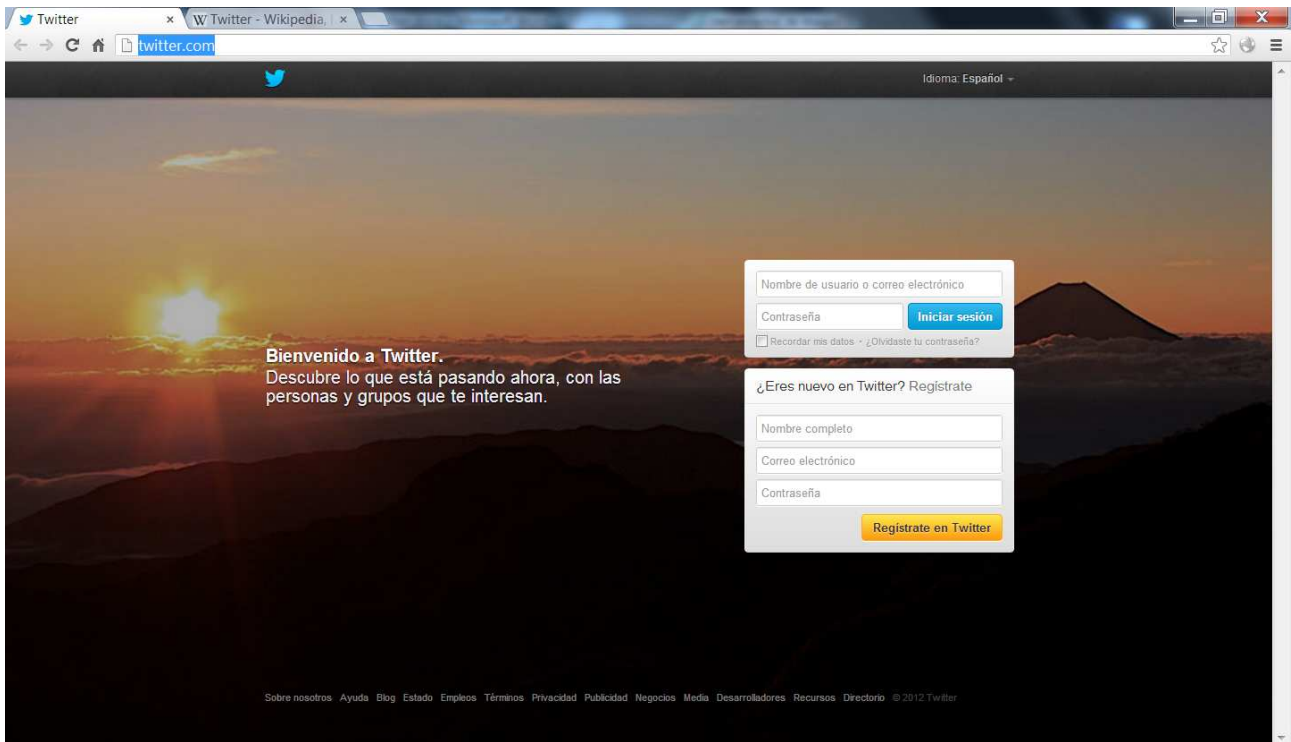 Twitter
W Twitter - Wikipedia,
twitter.com
Idioma: Español
Nombre de usuario o correo electrónico
Contraseña
Iniciar sesión
Recordar mis datos · ¿Olvidaste tu contraseña?
Bienvenido a Twitter.
Descubre lo que está pasando ahora, con las
personas y grupos que te interesan.
¿Eres nuevo en Twitter? Regístrate
Nombre completo
Correo electrónico
Contraseña
Regístrate en Twitter
Sobre nosotros Ayuda Blog Estado Empleos Términos Privacidad Publicidad Negocios Media Desarrolladores Recursos Directorio © 2012 Twitter